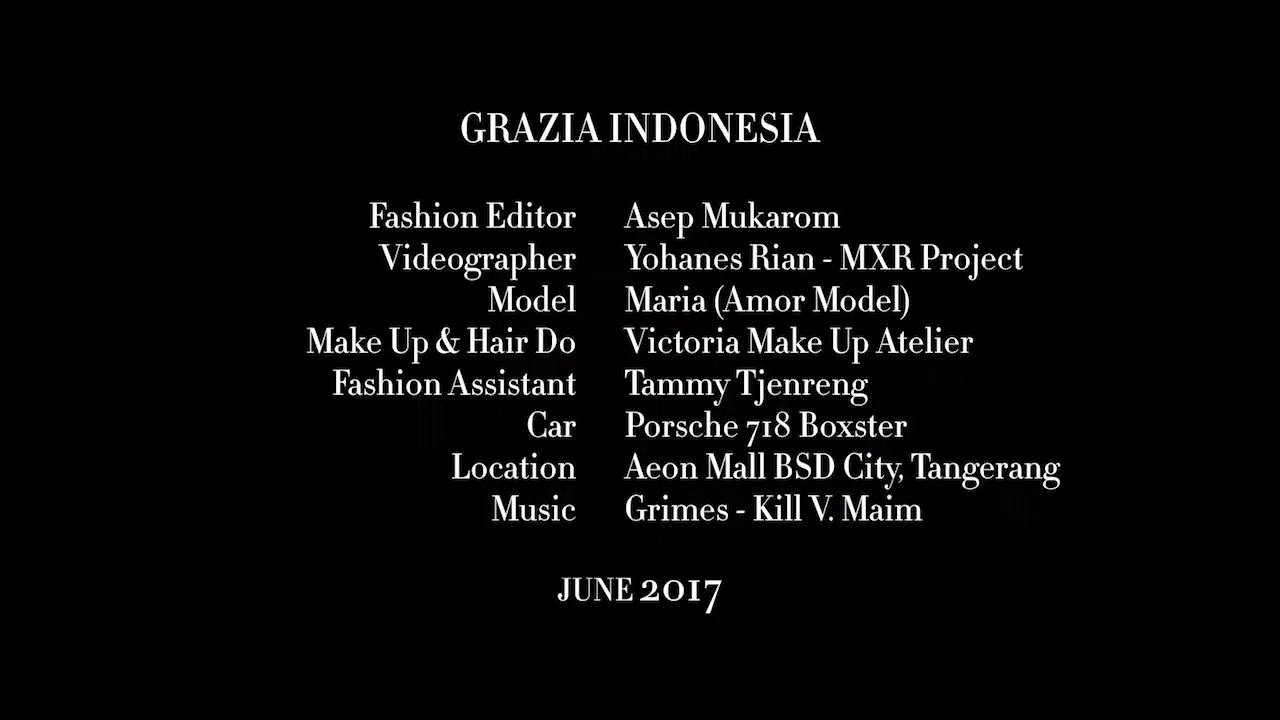 GRAZIA INDONESIA
Fashion Editor Asep Mukarom
Videographer Yohanes Rian - MXR Project
Model Maria (Amor Model)
Make Up & Hair Do Victoria Make Up Atelier
Fashion Assistant Tammy Tjenreng
Car Porsche 718 Boxster
Location Aeon Mall BSD City, Tangerang
Music Grimes - Kill V. Maim
JUNE 2017